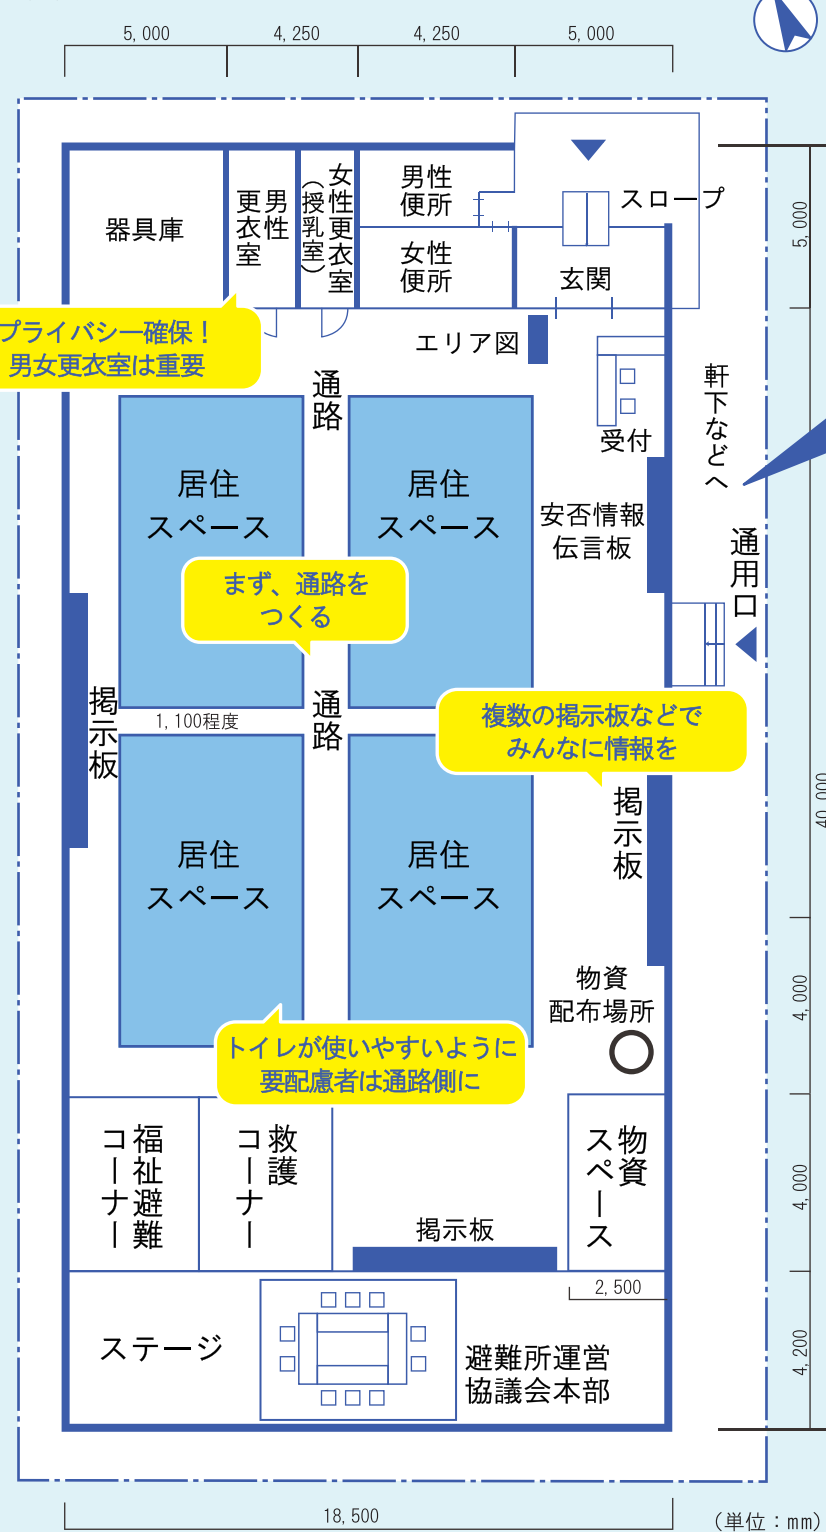 5,000
4,250
4,250
5,000
器具庫
男性
更衣室
女性更衣室
（授乳室）
男性
便所
女性
便所
スロープ
玄関
5,000
プライバシー確保！
男女更衣室は重要
エリア図
通路
受付
軒下などへ
居住
スペース
居住
スペース
安否情報
伝言板
通用口
まず、通路を
つくる
掲示板
1,100程度
通路
複数の掲示板などで
みんなに情報を
掲示板
40,000
居住
スペース
居住
スペース
物資
配布場所
4,000
トイレが使いやすいように
要配慮者は通路側に
福祉避難
コーナー
救護
コーナー
物資
スペース
4,000
掲示板
2,500
ステージ
避難所運営
協議会本部
4,200
18,500
（単位：mm）